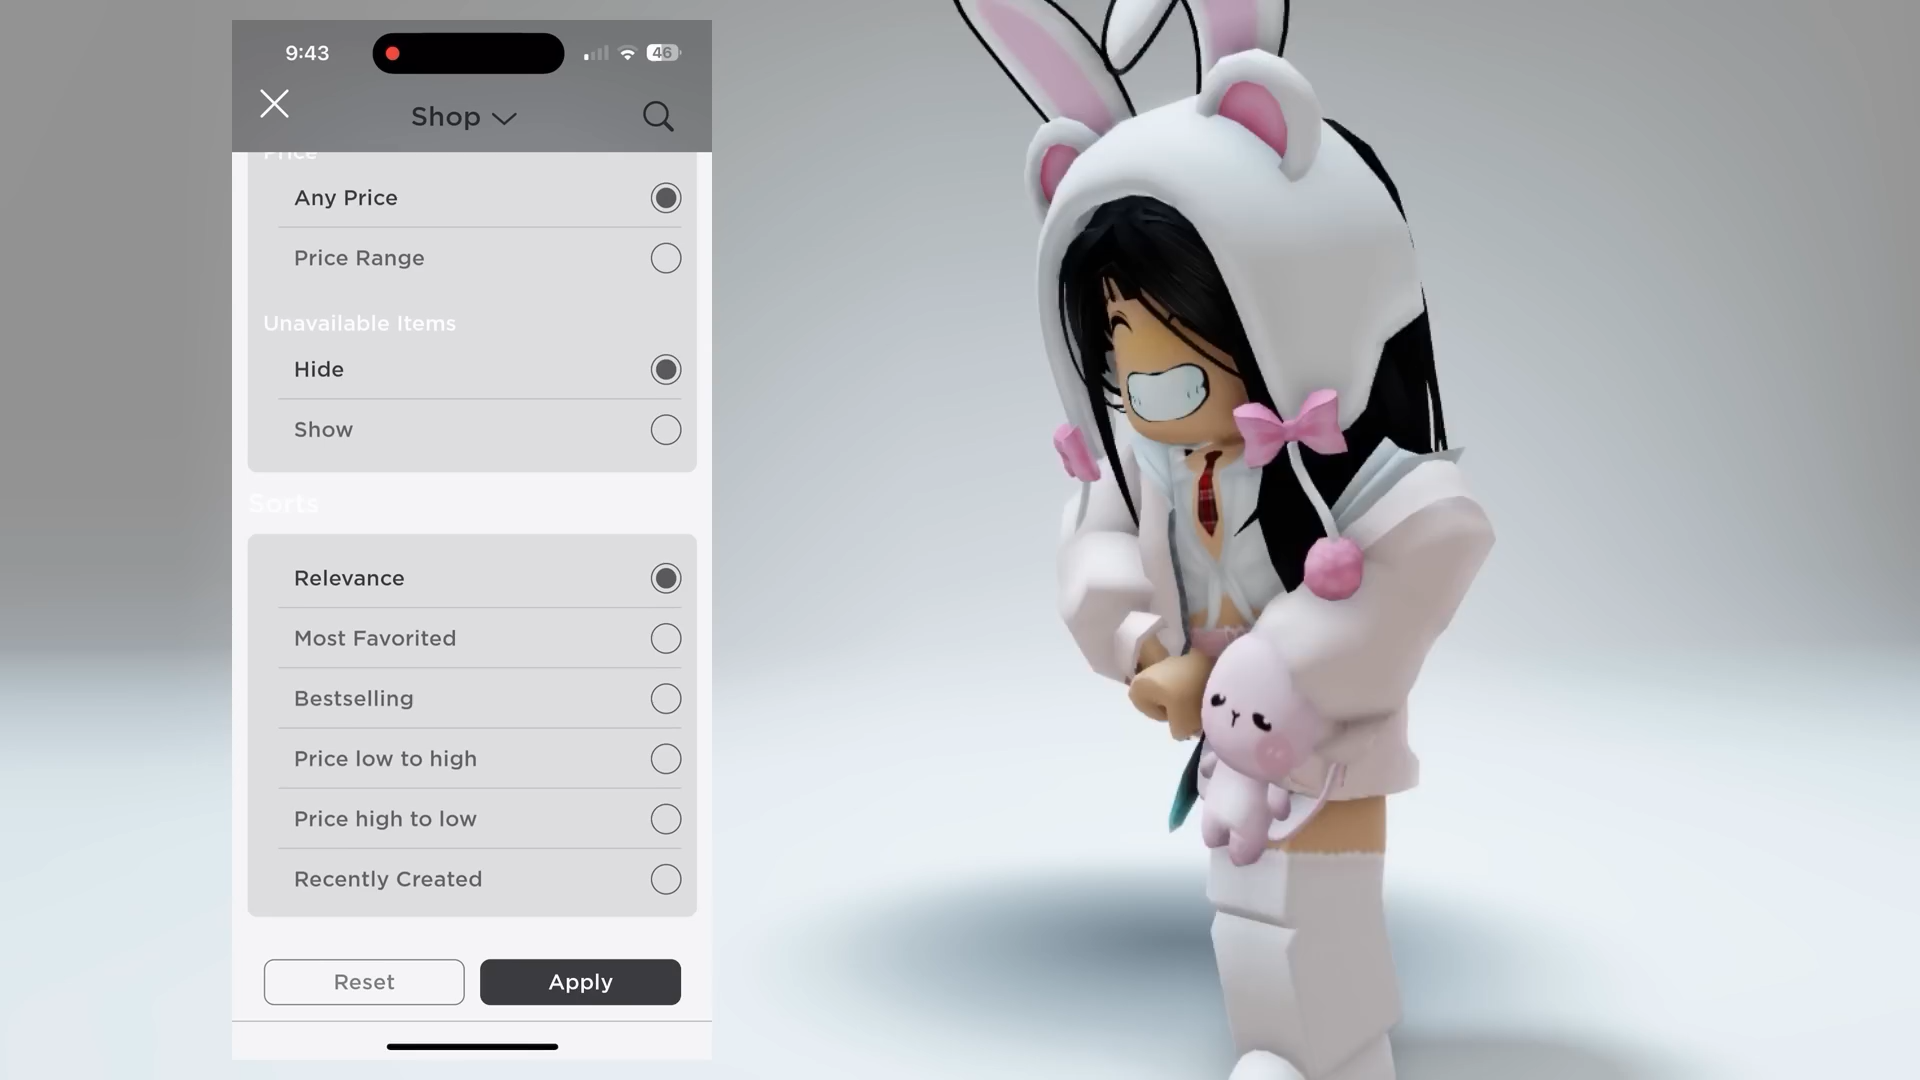 9:43
46
Shop
Price
Any Price
Price Range
Unavailable Items
Hide
Show
Sorts
Relevance
Most Favorited
Bestselling
Price low to high
Price high to low
Recently Created
Reset
Apply